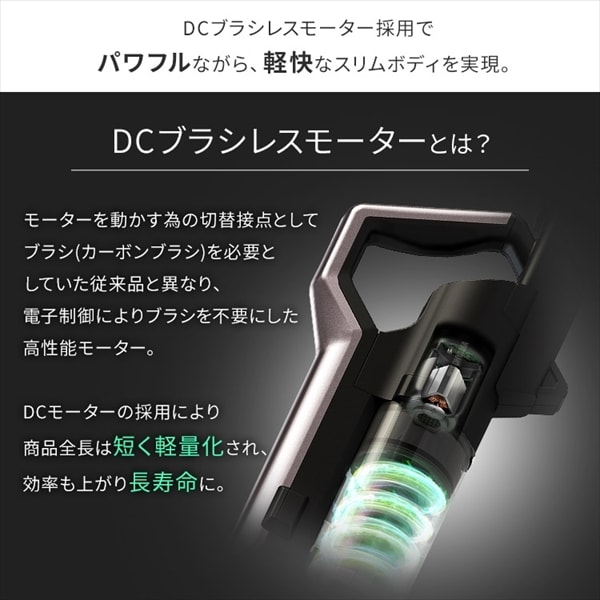 DCブラシレスモーター採用で
パワフルながら、軽快なスリムボディを実現。
DCブラシレスモーターとは？
モーターを動かす為の切替接点として
ブラシ(カーボンブラシ)を必要と
していた従来品と異なり、
電子制御によりブラシを不要にした
高性能モーター。
DCモーターの採用により
商品全長は短く軽量化され、
効率も上がり長寿命に。